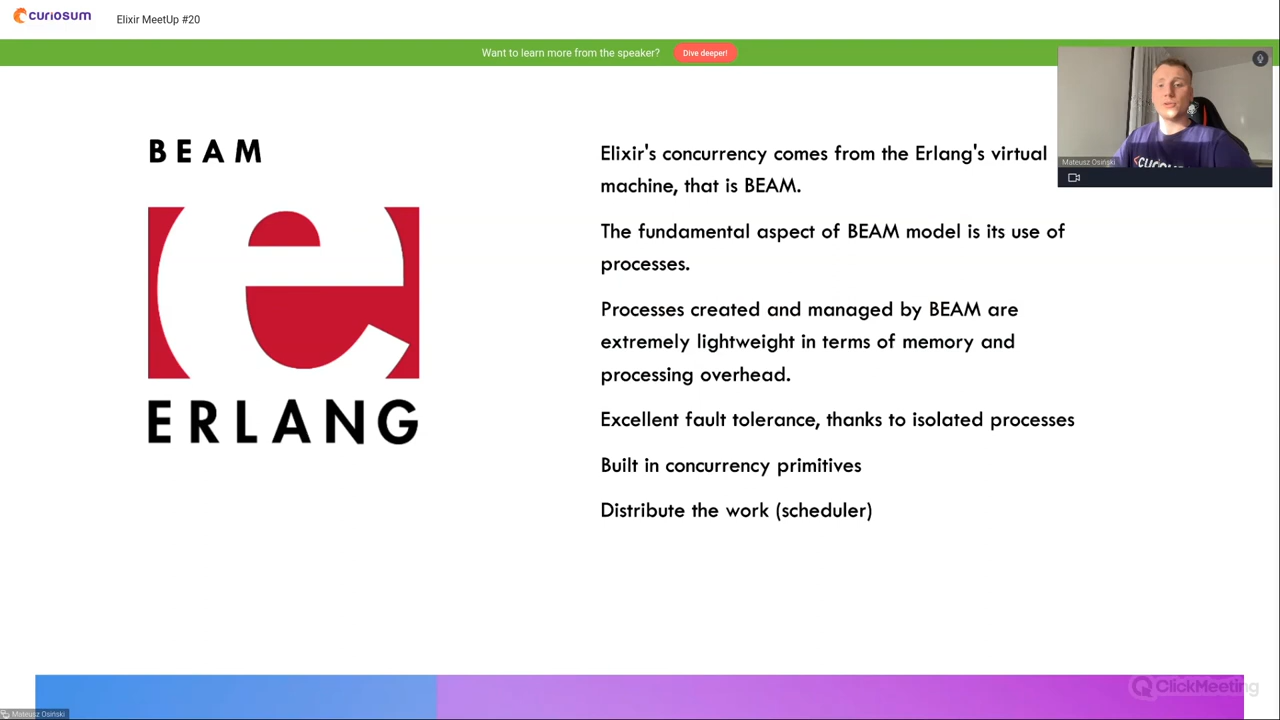 curiosum
Elixir MeetUp #20
Want to learn more from the speaker? Dive deeper!
BEAM
ERLANG
Elixir's concurrency comes from the Erlang's virtual
machine, that is BEAM.
The fundamental aspect of BEAM model is its use of
processes.
Processes created and managed by BEAM are
extremely lightweight in terms of memory and
processing overhead.
Excellent fault tolerance, thanks to isolated processes
Built in concurrency primitives
Distribute the work (scheduler)
Mateusz Osiński
ClickMeeting
Mateusz Osiński